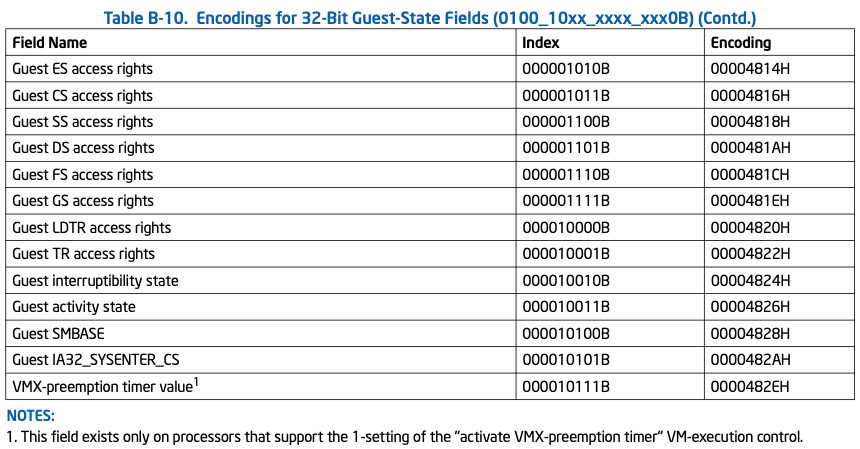 Table B-10. Encodings for 32-Bit Guest-State Fields (0100_10xx_xxxx_xxx0B) (Contd.)
Field Name Index Encoding
Guest ES access rights 000001010B 00004814H
Guest CS access rights 000001011B 00004816H
Guest SS access rights 000001100B 00004818H
Guest DS access rights 000001101B 0000481AH
Guest FS access rights 000001110B 0000481CH
Guest GS access rights 000001111B 0000481EH
Guest LDTR access rights 000010000B 00004820H
Guest TR access rights 000010001B 00004822H
Guest interruptibility state 000010010B 00004824H
Guest activity state 000010011B 00004826H
Guest SMBASE 000010100B 00004828H
Guest IA32_SYSENTER_CS 000010101B 0000482AH
VMX-preemption timer value1 000010111B 0000482EH
NOTES:
1. This field exists only on processors that support the 1-setting of the "activate VMX-preemption timer" VM-execution control.